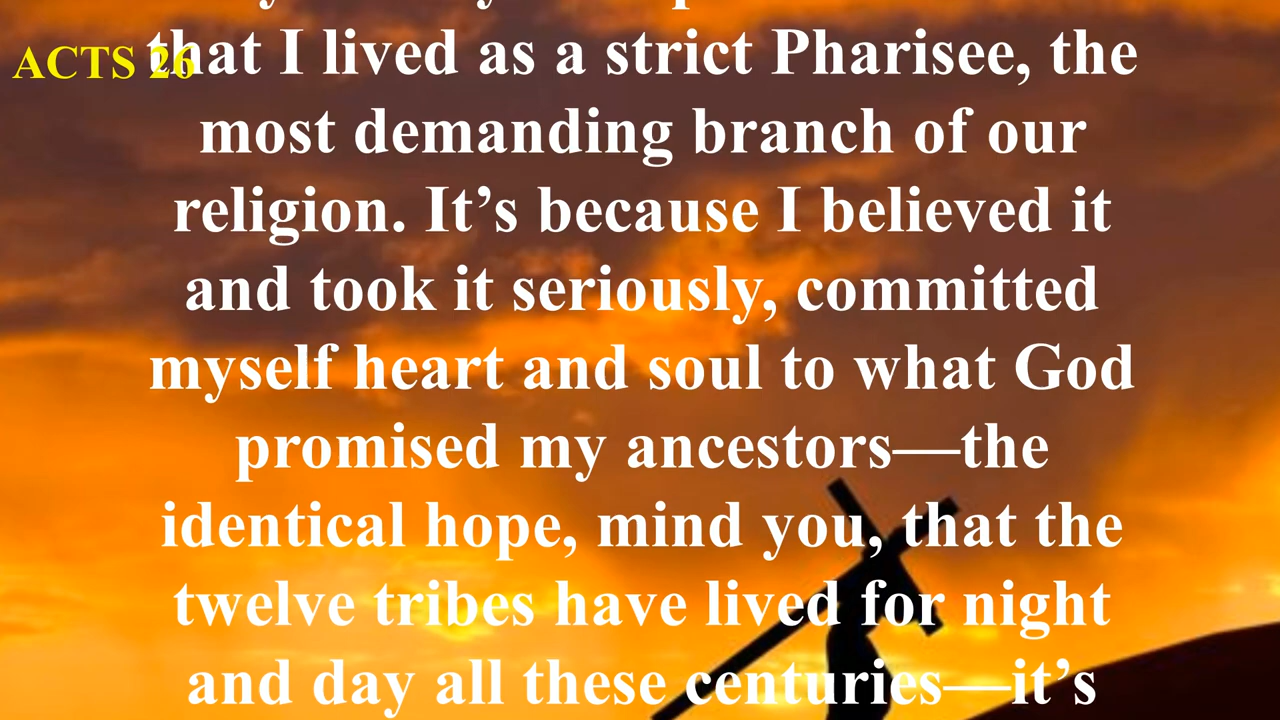 ACTS 26
that I lived as a strict Pharisee, the
most demanding branch of our
religion. It’s because I believed it
and took it seriously, committed
myself heart and soul to what God
promised my ancestors—the
identical hope, mind you, that the
twelve tribes have lived for night
and day all these centuries—it’s